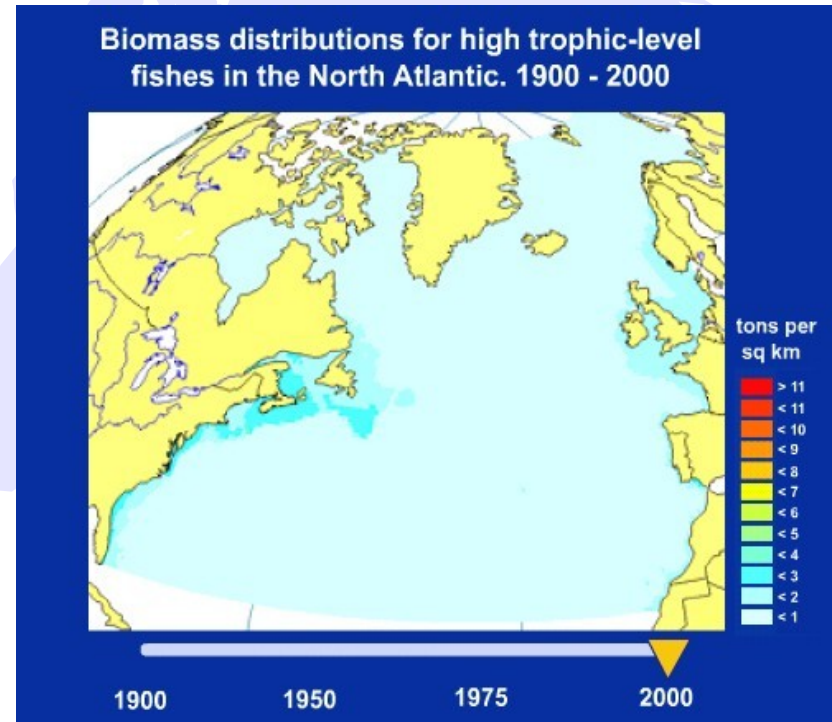 Biomass distributions for high trophic-level
fishes in the North Atlantic. 1900 - 2000
tons per
sq km
> 11
< 11
< 10
< 9
< 8
< 7
< 6
< 5
< 4
< 3
< 2
< 1
1900 1950 1975 2000